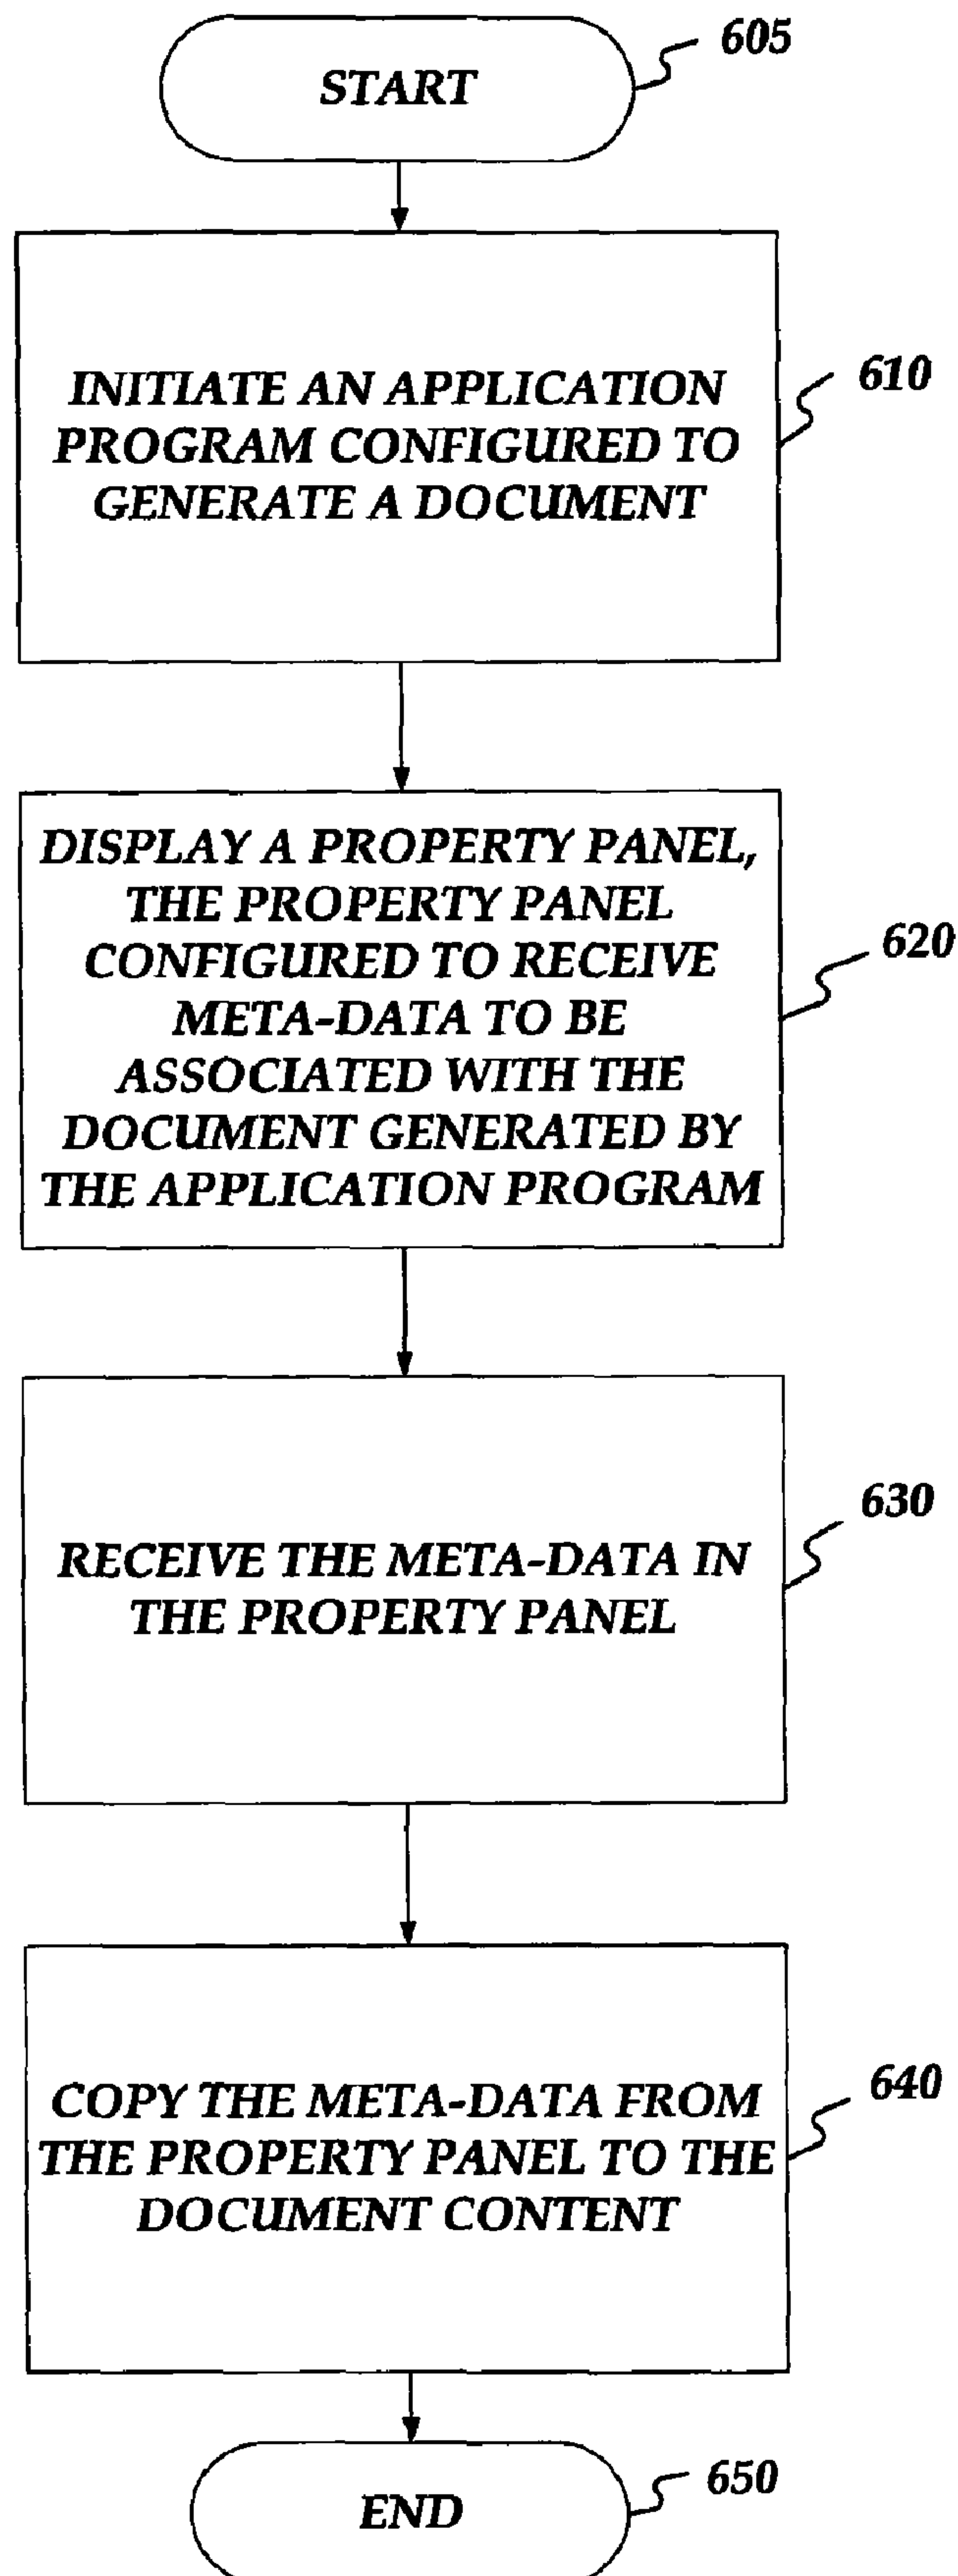 START
605
INITIATE AN APPLICATION
PROGRAM CONFIGURED TO
GENERATE A DOCUMENT
610
DISPLAY A PROPERTY PANEL,
THE PROPERTY PANEL
CONFIGURED TO RECEIVE
META-DATA TO BE
ASSOCIATED WITH THE
DOCUMENT GENERATED BY
THE APPLICATION PROGRAM
620
RECEIVE THE META-DATA IN
THE PROPERTY PANEL
630
COPY THE META-DATA FROM
THE PROPERTY PANEL TO THE
DOCUMENT CONTENT
640
END
650